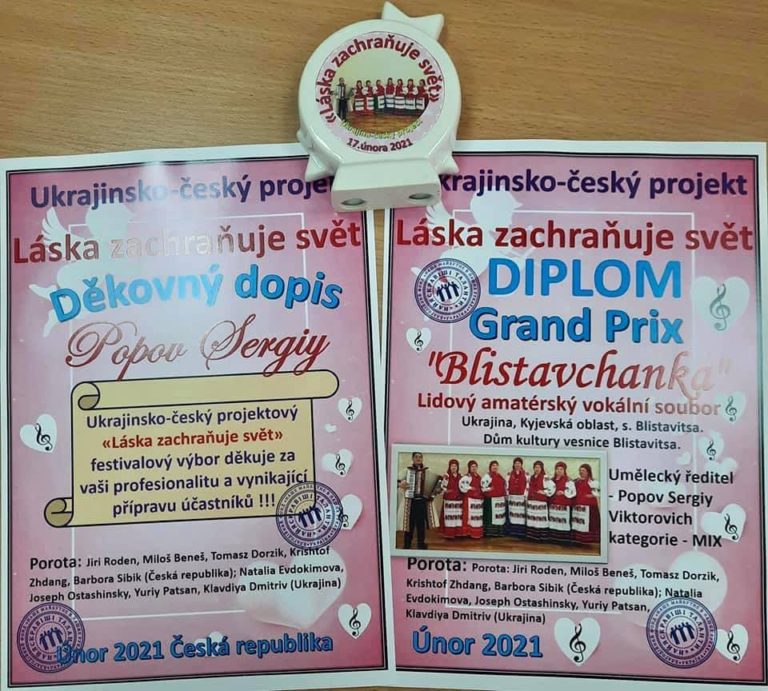 «Láska zachraňuje svět»
Ukrajinsko-český projekt
17.února 2021
Ukrajinsko-český proje
Láska zachraňuje svět
Děkovný dopis
Popov Sergiy
Ukrajinsko-český projektový
«Láska zachraňuje svět»
festivalový výbor děkuje za
vaši profesionalitu a vynikající
přípravu účastníků !!!
Porota: Jiri Roden, Miloš Beneš, Tomasz Dorzik, Krishtof
Zhdang, Barbora Sibik (Česká republika); Natalia Evdokimova,
Joseph Ostashinsky, Yuriy Patsan, Klavdiya Dmitriv (Ukrajina)
Únor 2021 Česká republika
krajinsko-český projekt
Láska zachraňuje svět
DIPLOM
Grand Prix
"Blistavchanka"
Lidový amatérský vokální soubor
Ukrajina, Kyjevská oblast, s. Blistavitsa.
Dům kultury vesnice Blistavitsa.
Umělecký ředitel
- Popov Sergiy
Viktorovich
kategorie - MIX
Porota: Porota: Jiri Roden, Miloš Beneš, Tomasz Dorzik,
Krishtof Zhdang, Barbora Sibik (Česká republika); Natalia
Evdokimova, Joseph Ostashinsky, Yuriy Patsan,
Klavdiya Dmitriv (Ukrajina)
Únor 2021